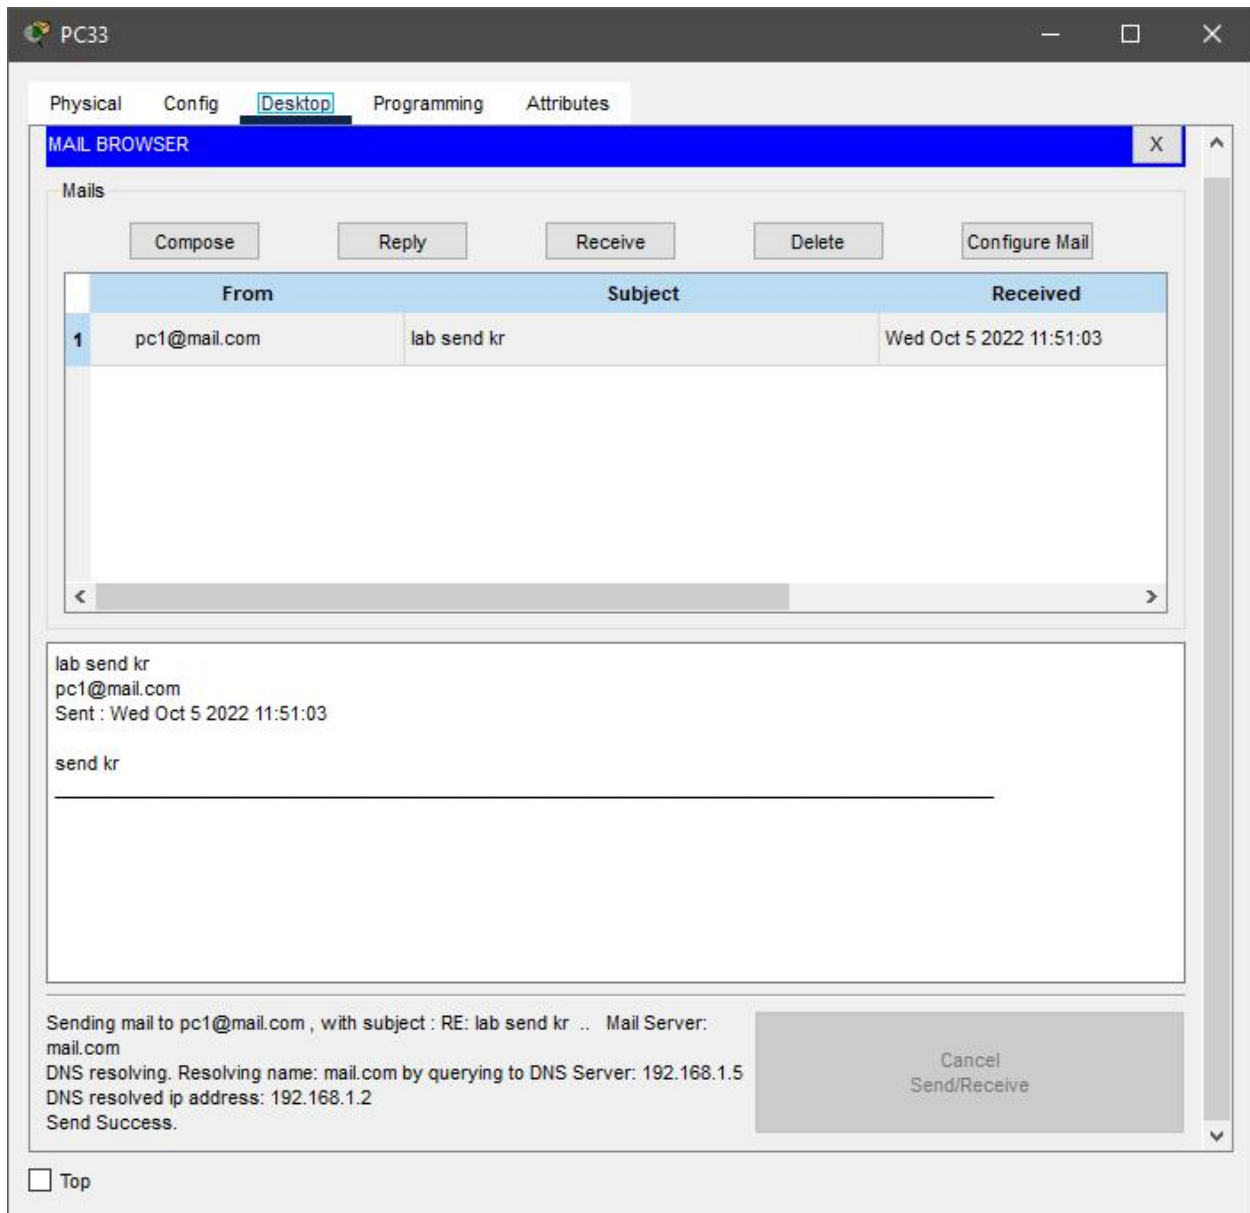 PC33
Physical Config Desktop Programming Attributes
MAIL BROWSER X
Mails
Compose Reply Receive Delete Configure Mail
From Subject Received
1 pc1@mail.com lab send kr Wed Oct 5 2022 11:51:03
lab send kr
pc1@mail.com
Sent : Wed Oct 5 2022 11:51:03
send kr
Sending mail to pc1@mail.com , with subject : RE: lab send kr .. Mail Server:
mail.com
DNS resolving. Resolving name: mail.com by querying to DNS Server: 192.168.1.5
DNS resolved ip address: 192.168.1.2
Send Success.
Cancel
Send/Receive
Top